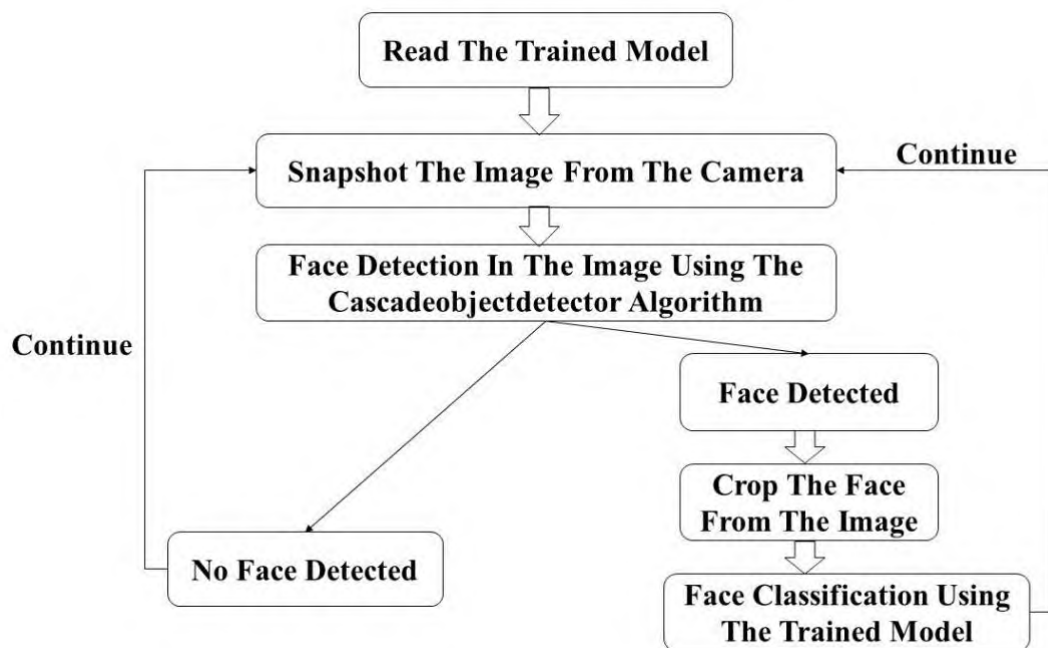 Read The Trained Model
Snapshot The Image From The Camera
Continue
Face Detection In The Image Using The
Cascadeobjectdetector Algorithm
Continue
Face Detected
Crop The Face
From The Image
No Face Detected
Face Classification Using
The Trained Model